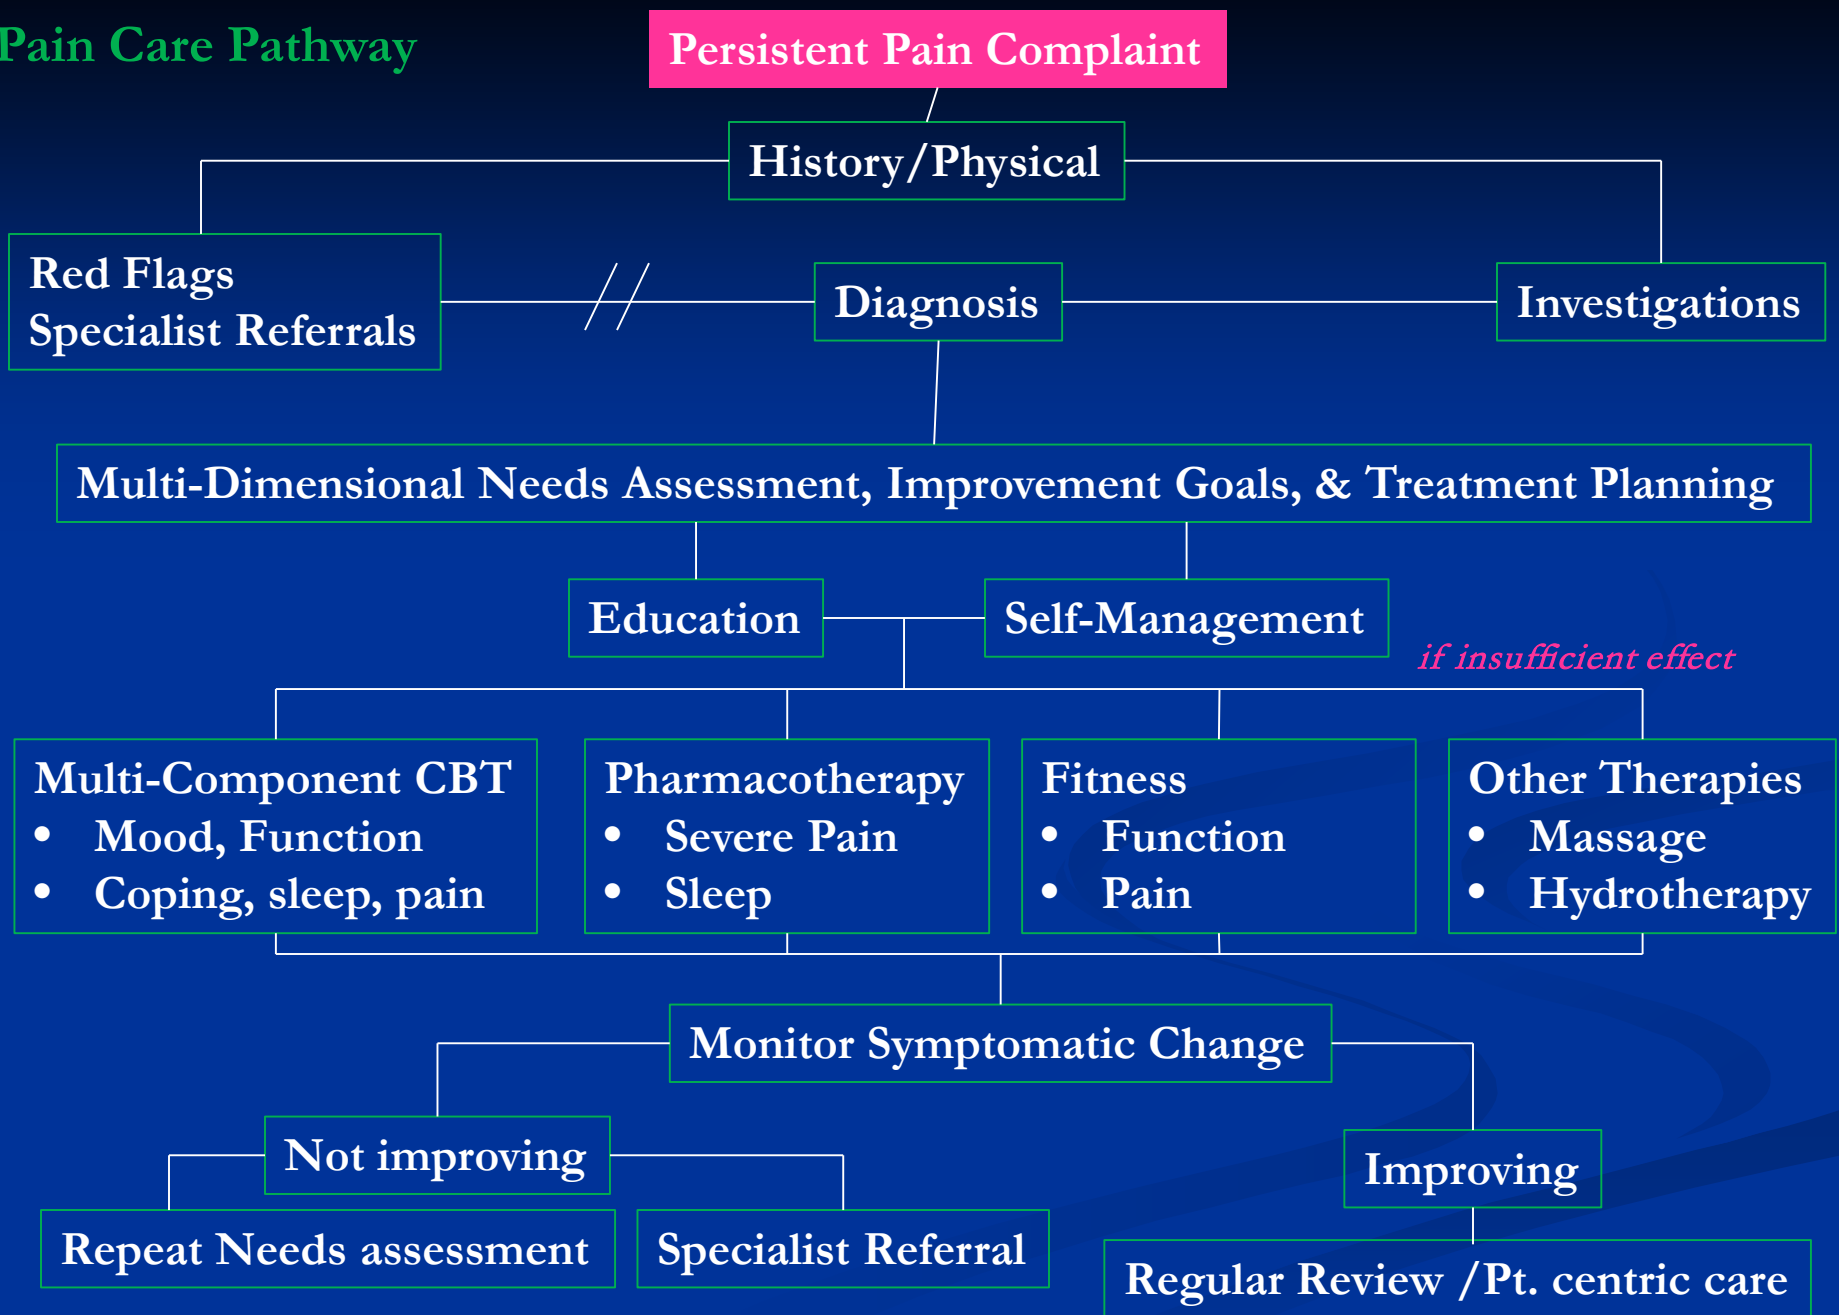 Pain Care Pathway
Persistent Pain Complaint
History/Physical
Red Flags
Specialist Referrals
Diagnosis
Investigations
Multi-Dimensional Needs Assessment, Improvement Goals, & Treatment Planning
Education
Self-Management
if insufficient effect
Multi-Component CBT
• Mood, Function
• Coping, sleep, pain
Pharmacotherapy
• Severe Pain
• Sleep
Fitness
• Function
• Pain
Other Therapies
• Massage
• Hydrotherapy
Monitor Symptomatic Change
Not improving
Improving
Repeat Needs assessment
Specialist Referral
Regular Review /Pt. centric care